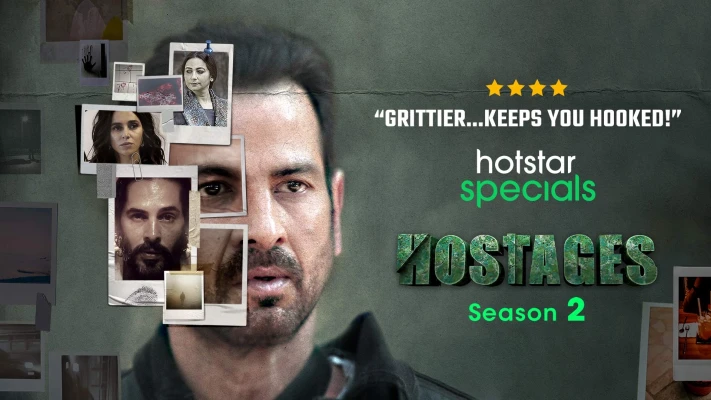 “GRITTIER...KEEPS YOU HOOKED!”
hotstar
specials
HOSTAGES
Season 2